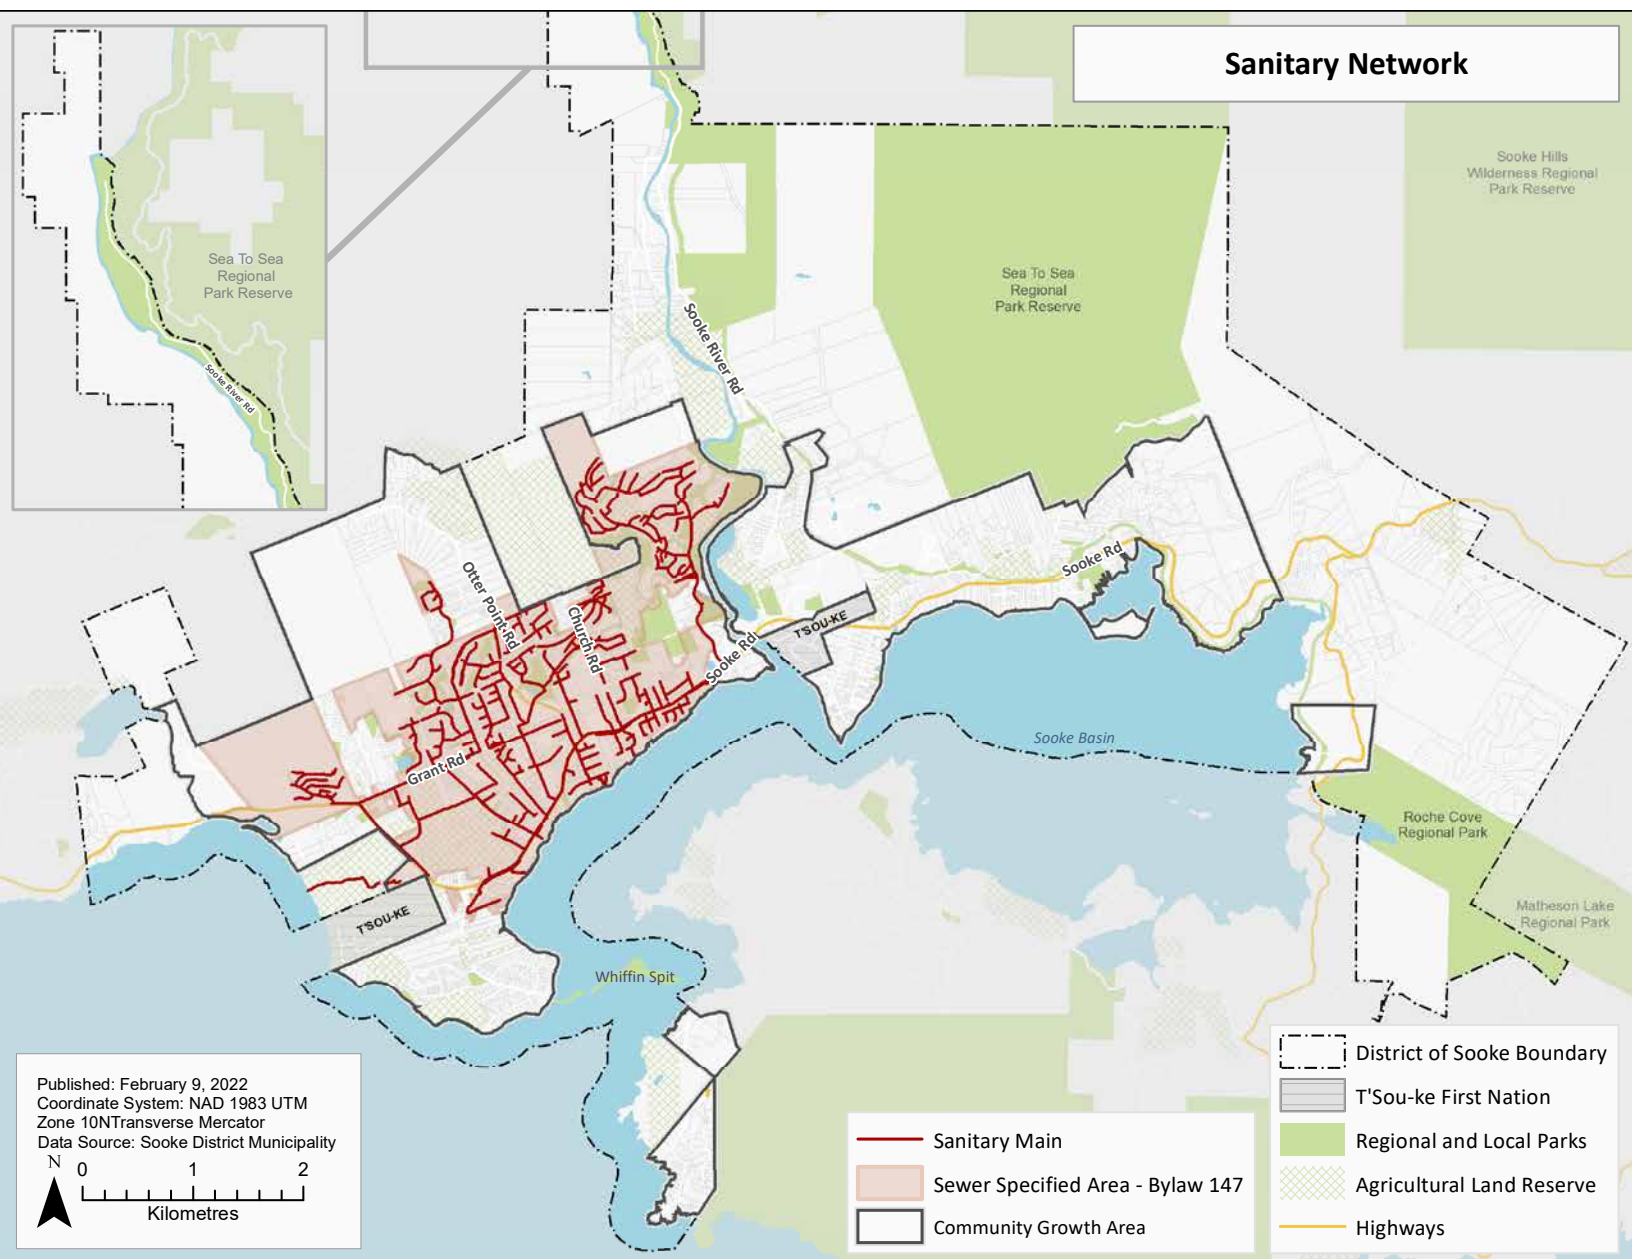 Sanitary Network
Sooke Hills
Wilderness Regional
Park Reserve
Sea To Sea
Regional
Park Reserve
Sooke River Rd
Sea To Sea
Regional
Park Reserve
Sooke River Rd
Otter Point Rd
Church Rd
Sooke Rd
T'SOU-KE
Sooke Rd
Grant Rd
Sooke Basin
Roche Cove
Regional Park
Matheson Lake
Regional Park
T'SOU-KE
Whiffin Spit
Published: February 9, 2022
Coordinate System: NAD 1983 UTM
Zone 10NTransverse Mercator
Data Source: Sooke District Municipality
N
0 1 2
Kilometres
Sanitary Main
Sewer Specified Area - Bylaw 147
Community Growth Area
District of Sooke Boundary
T'Sou-ke First Nation
Regional and Local Parks
Agricultural Land Reserve
Highways